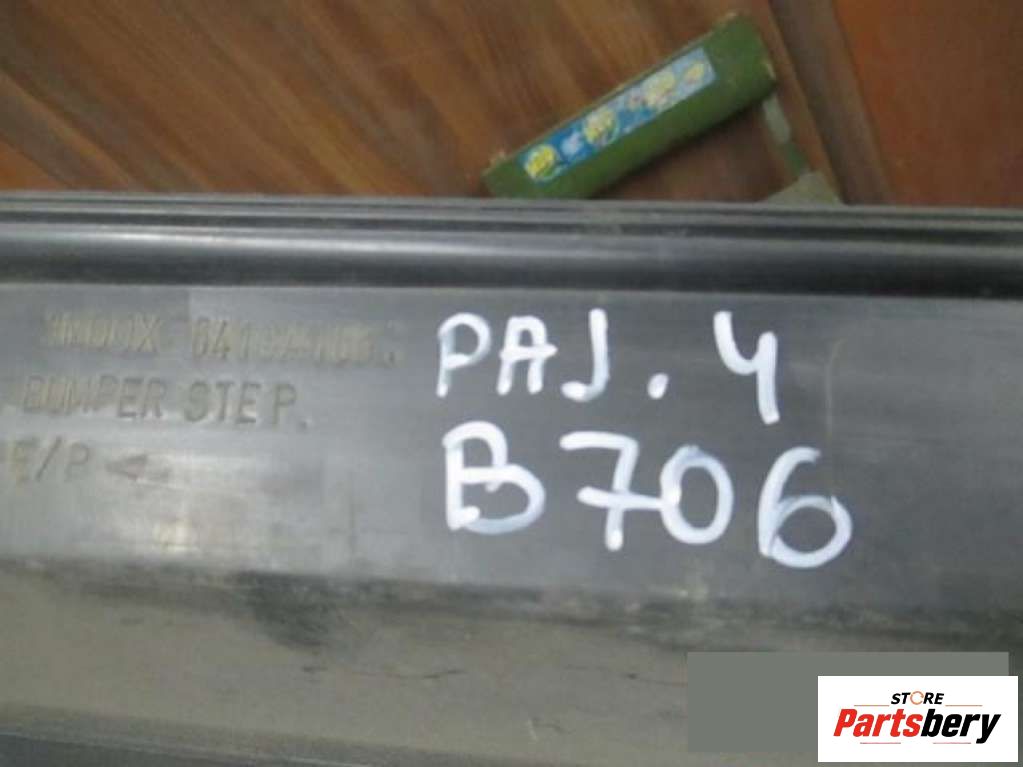 PAJ. 4
B706
BUMPER STEP.
STORE
Partsbery